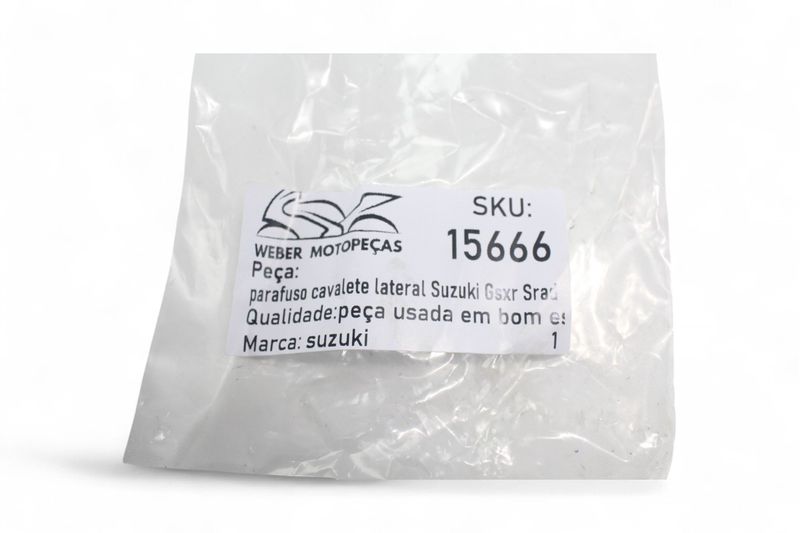 SKU:
WEBER MOTOPEÇAS
15666
Peça:
parafuso cavalete lateral Suzuki Gsxr Srad
Qualidade:peça usada em bom es
Marca: suzuki 1